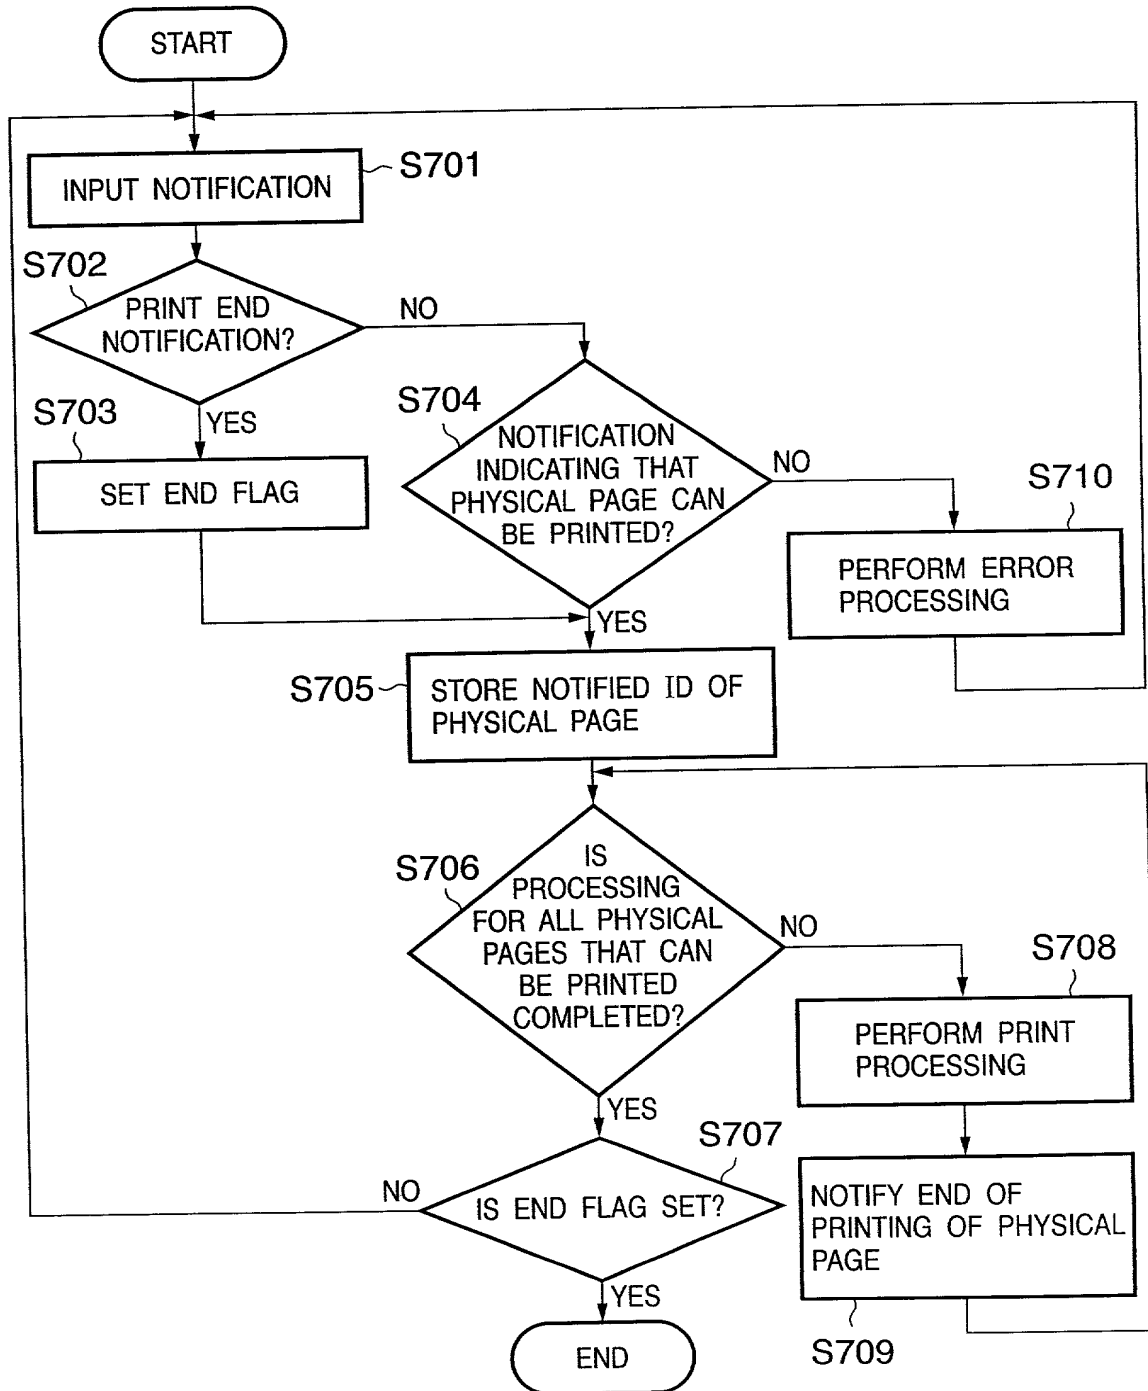 START
INPUT NOTIFICATION
S701
S702
PRINT END
NOTIFICATION?
NO
YES
S703
SET END FLAG
S704
NOTIFICATION
INDICATING THAT
PHYSICAL PAGE CAN
BE PRINTED?
NO
YES
S710
PERFORM ERROR
PROCESSING
S705
STORE NOTIFIED ID OF
PHYSICAL PAGE
S706
IS
PROCESSING
FOR ALL PHYSICAL
PAGES THAT CAN
BE PRINTED
COMPLETED?
NO
YES
S708
PERFORM PRINT
PROCESSING
S707
IS END FLAG SET?
NO
YES
NOTIFY END OF
PRINTING OF PHYSICAL
PAGE
S709
END